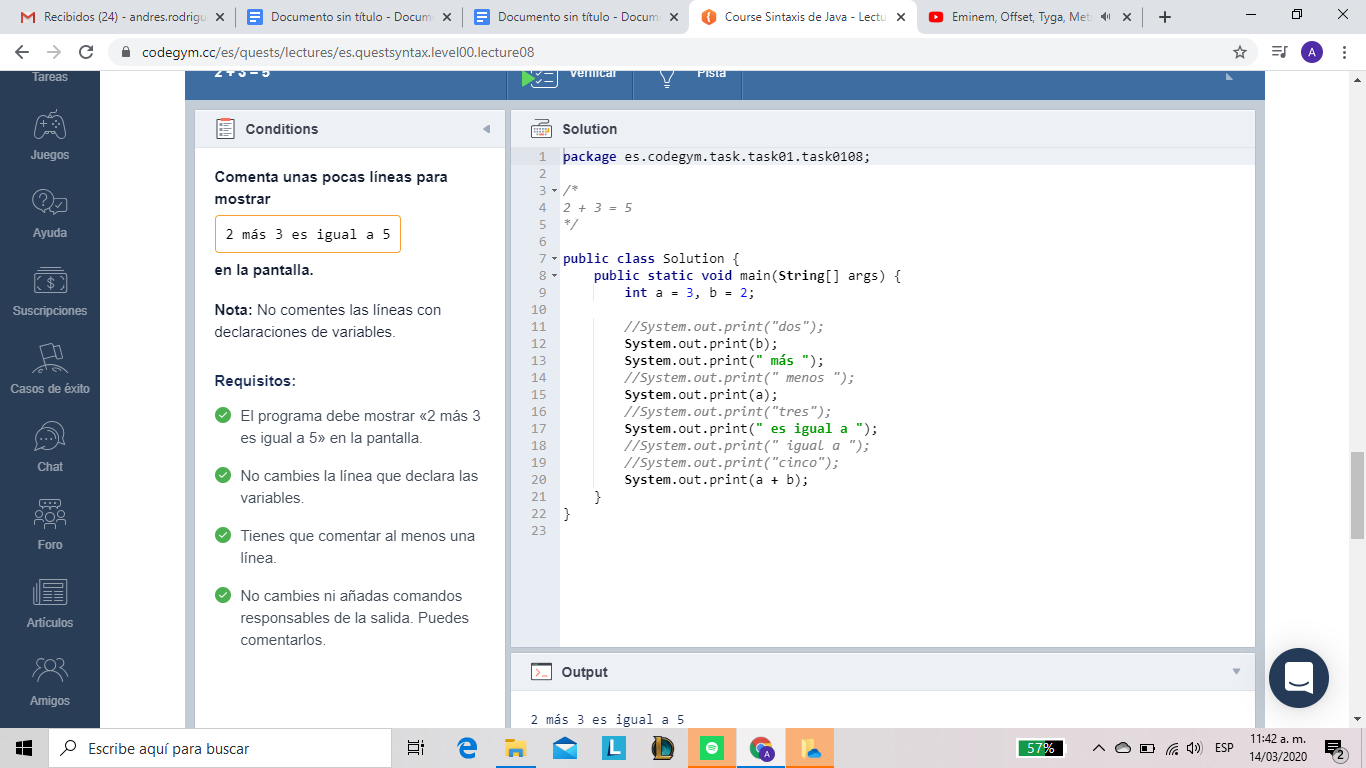 Recibidos (24) - andres.rodrigu
Documento sin título - Docum
Documento sin título - Docum
Course Sintaxis de Java - Lectu
Eminem, Offset, Tyga, Met
codegym.cc/es/quests/lectures/es.questsyntax.level00.lecture08
A
Tareas
Juegos
Ayuda
Suscripciones
Casos de éxito
Chat
Foro
Artículos
Amigos
2 + 3 = 5
Verificar
Pista
Conditions
Comenta unas pocas líneas para
mostrar
2 más 3 es igual a 5
en la pantalla.
Nota: No comentes las líneas con
declaraciones de variables.
Requisitos:
El programa debe mostrar «2 más 3
es igual a 5» en la pantalla.
No cambies la línea que declara las
variables.
Tienes que comentar al menos una
línea.
No cambies ni añadas comandos
responsables de la salida. Puedes
comentarlos.
Solution
1 package es.codegym.task.task01.task0108;
2
3 /*
4 2 + 3 = 5
5 */
6
7 public class Solution {
8 public static void main(String[] args) {
9 int a = 3, b = 2;
10
11 //System.out.print("dos");
12 System.out.print(b);
13 System.out.print(" más ");
14 //System.out.print(" menos ");
15 System.out.print(a);
16 //System.out.print("tres");
17 System.out.print(" es igual a ");
18 //System.out.print(" igual a ");
19 //System.out.print("cinco");
20 System.out.print(a + b);
21 }
22 }
23
Output
2 más 3 es igual a 5
Escribe aquí para buscar
L
A
57%
ESP
11:42 a. m.
14/03/2020
2